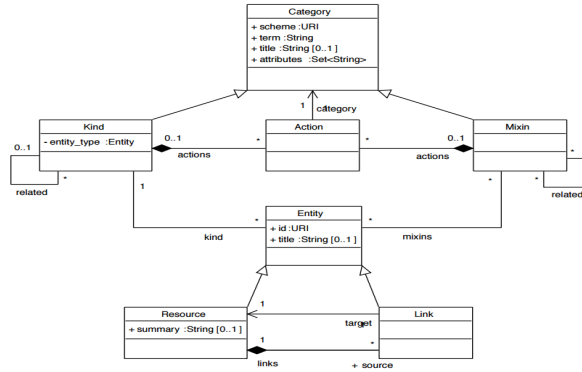 Category
+ scheme :URI
+ term :String
+ title :String [0..1]
+ attributes :Set<String>
1
category
Kind
- entity_type :Entity
0..1
*
Action
*
0..1
Mixin
0..1
actions
actions
*
related
*
1
*
related
*
kind
*
Entity
+ id :URI
+ title :String [0..1]
*
mixins
Resource
+ summary :String [0..1]
1
target
Link
1
*
links
+ source